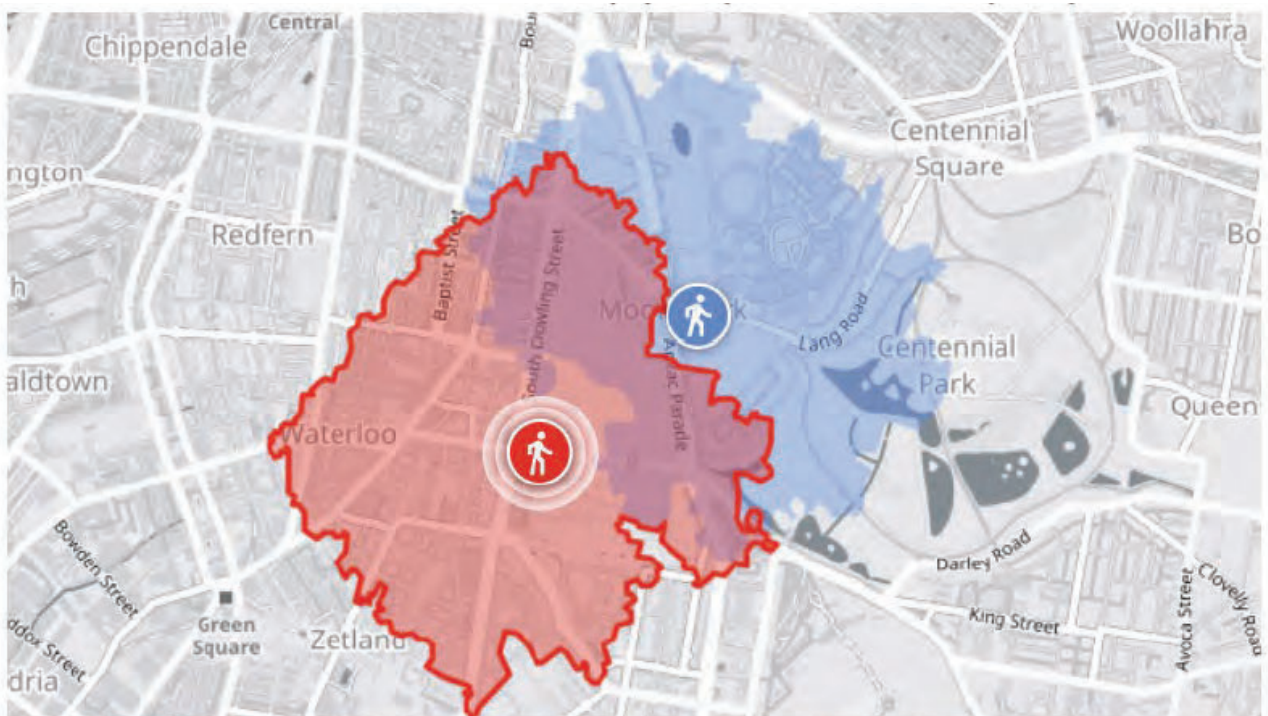 Central
Chippendale
Woollahra
Centennial
Square
ngton
Redfern
Bo
h
Baptist Street
South Dowling Street
Lang Road
Centennial
Park
Anzac Parade
aldtown
Queen
Waterloo
Bowden Street
Darley Road
Clovelly Road
King Street
Avoca Street
Green
Square
Zetland
ddox Street
dria
Bou